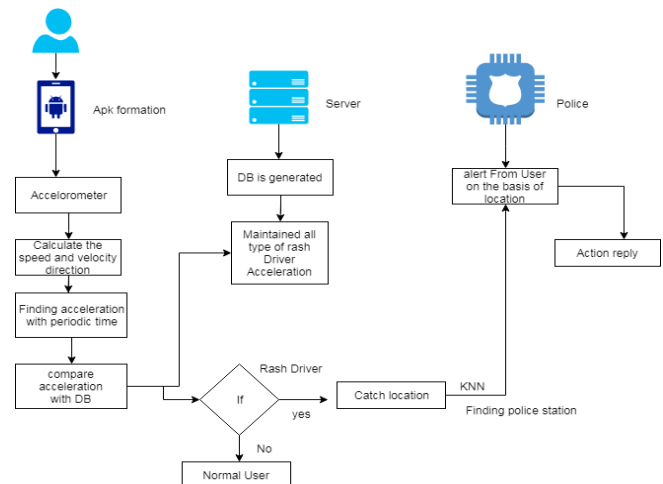 Apk formation
Server
Police
Accelorometer
DB is generated
alert From User
on the basis of
location
Calculate the
speed and velocity
direction
Maintained all
type of rash
Driver
Acceleration
Action reply
Finding acceleration
with periodic time
compare
acceleration
with DB
If
Rash Driver
yes
Catch location
KNN
Finding police station
No
Normal User